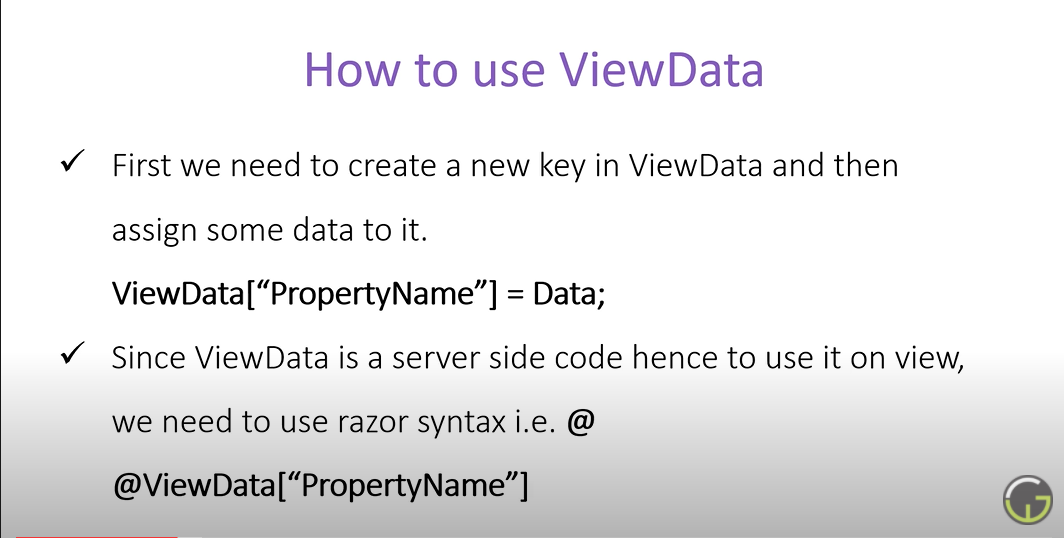 How to use ViewData
✓ First we need to create a new key in ViewData and then
assign some data to it.
ViewData[“PropertyName”] = Data;
✓ Since ViewData is a server side code hence to use it on view,
we need to use razor syntax i.e. @
@ViewData[“PropertyName”]